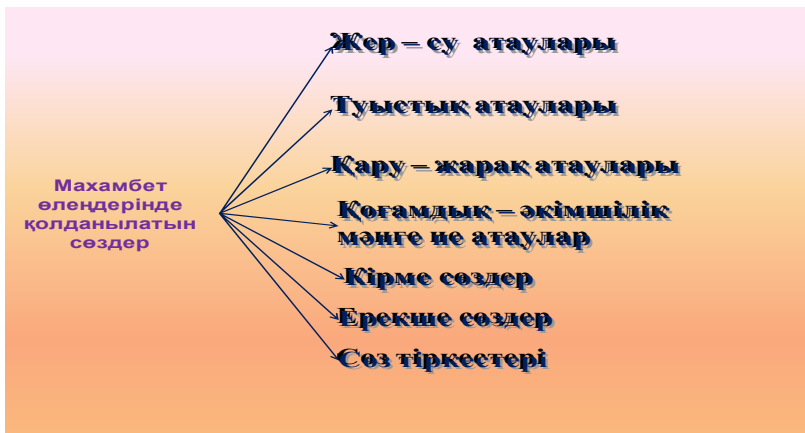 Махамбет
өлеңдерінде
қолданылатын
сөздер
Жер – су атаулары
Туыстық атаулары
Қару – жарақ атаулары
Қоғамдық – әкімшілік
мәнге ие атаулар
Кірме сөздер
Ерекше сөздер
Сөз тіркестері